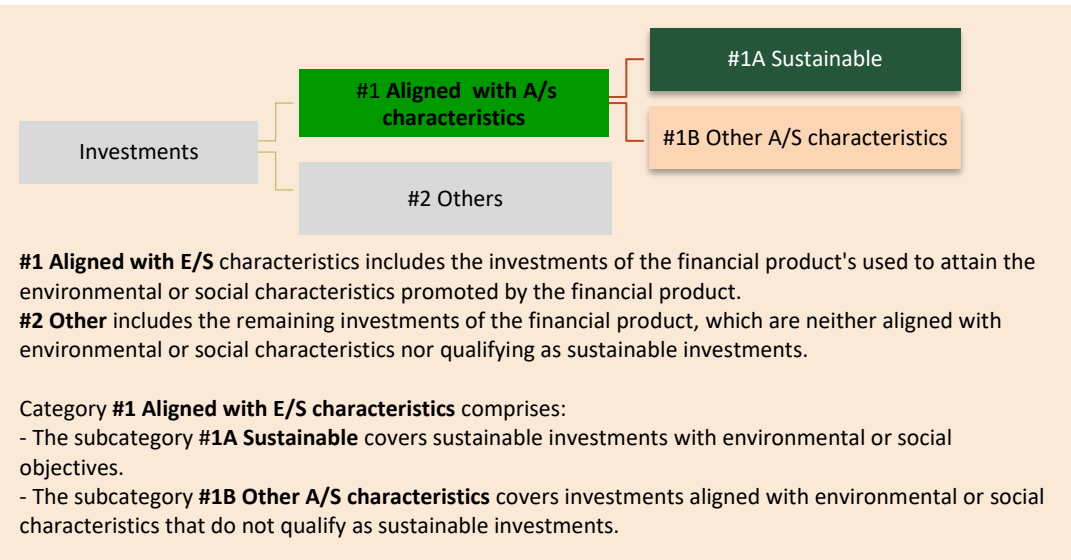 #1A Sustainable
#1 Aligned with A/s
characteristics
#1B Other A/S characteristics
Investments
#2 Others
#1 Aligned with E/S characteristics includes the investments of the financial product's used to attain the
environmental or social characteristics promoted by the financial product.
#2 Other includes the remaining investments of the financial product, which are neither aligned with
environmental or social characteristics nor qualifying as sustainable investments.
Category #1 Aligned with E/S characteristics comprises:
- The subcategory #1A Sustainable covers sustainable investments with environmental or social
objectives.
- The subcategory #1B Other A/S characteristics covers investments aligned with environmental or social
characteristics that do not qualify as sustainable investments.